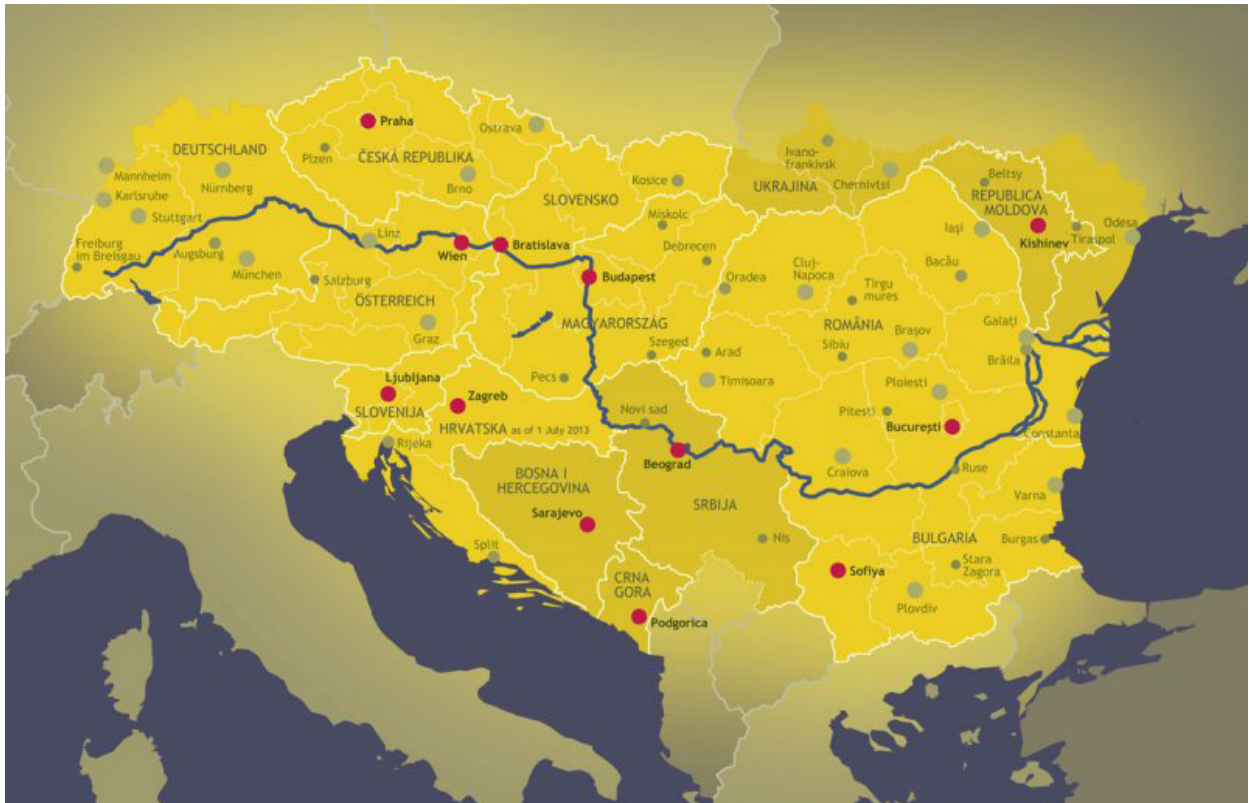 Praha
Ostrava
Plzen
DEUTSCHLAND
ČESKÁ REPUBLIKA
Mannheim
Nürnberg
Brno
Karlsruhe
Stuttgart
Freiburg
im Breisgau
Augsburg
München
Linz
Salzburg
Wien
Bratislava
ÖSTERREICH
Graz
SLOVENSKO
Kosice
Miskolc
Debrecen
Budapest
MAGYARORSZÁG
Szeged
Pecs
Ivano-
frankivsk
UKRAJINA
Chernivtsi
Beltsy
REPUBLICA
MOLDOVA
Kishinev
Tiraspol
Odesa
Iaşi
Oradea
Cluj-
Napoca
Tirgu
mures
Bacău
ROMÂNIA
Arad
Sibiu
Braşov
Galaţi
Brăila
Timisoara
Ploiesti
Pitesti
Bucureşti
Constanta
Craiova
Ljubljana
SLOVENIJA
Zagreb
HRVATSKA as of 1 July 2013
Rijeka
Novi sad
Beograd
BOSNA I
HERCEGOVINA
Sarajevo
SRBIJA
Nis
Split
CRNA
GORA
Podgorica
Ruse
Varna
BULGARIA
Burgas
Sofiya
Stara
Zagora
Plovdiv